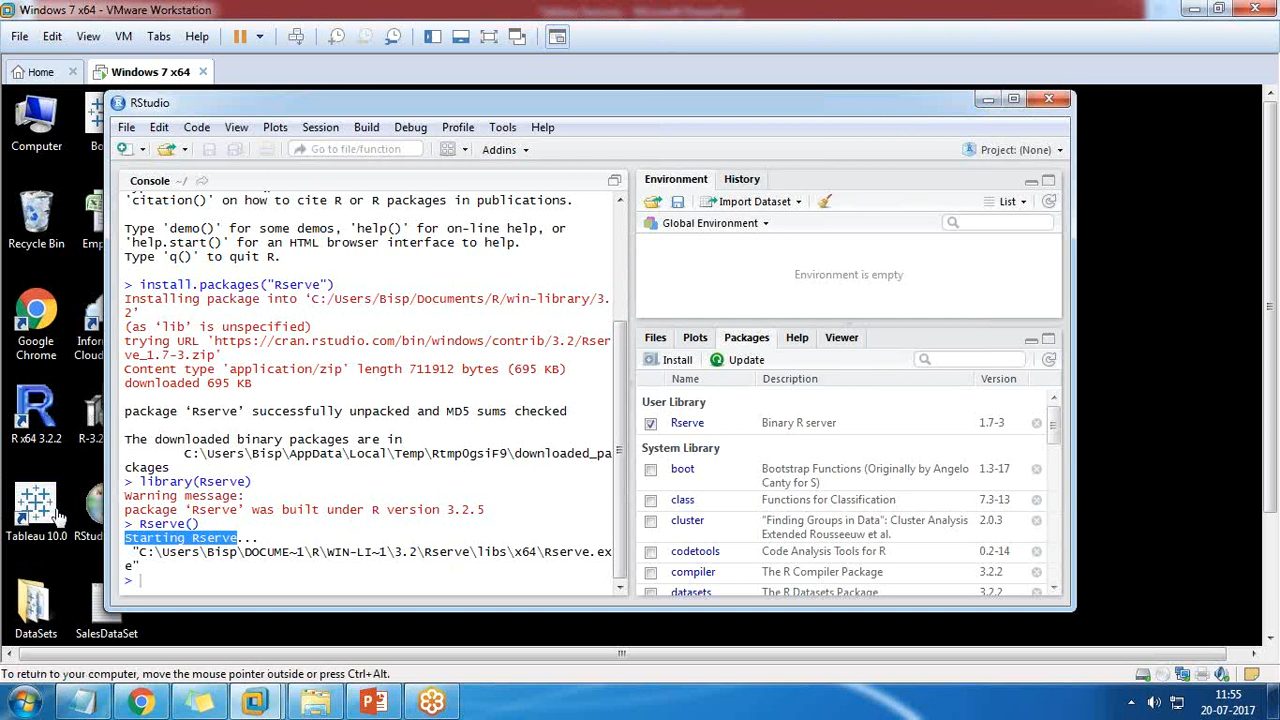 Windows 7 x64 - VMware Workstation
File Edit View VM Tabs Help
Home
Windows 7 x64
Computer
Recycle Bin
Google Chrome
R x64 3.2.2
Tableau 10.0
DataSets
SalesDataSet
RStudio
File Edit Code View Plots Session Build Debug Profile Tools Help
Go to file/function
Addins
Project: (None)
Console ~/
'citation()' on how to cite R or R packages in publications.
Type 'demo()' for some demos, 'help()' for on-line help, or
'help.start()' for an HTML browser interface to help.
Type 'q()' to quit R.
> install.packages("Rserve")
Installing package into ‘C:/Users/Bisp/Documents/R/win-library/3.
2’
(as ‘lib’ is unspecified)
trying URL 'https://cran.rstudio.com/bin/windows/contrib/3.2/Rser
ve_1.7-3.zip'
Content type 'application/zip' length 711912 bytes (695 KB)
downloaded 695 KB
package ‘Rserve’ successfully unpacked and MD5 sums checked
The downloaded binary packages are in
C:\Users\Bisp\AppData\Local\Temp\RtmpOgsiF9\downloaded_pa
ckages
> library(Rserve)
Warning message:
package ‘Rserve’ was built under R version 3.2.5
> Rserve()
Starting Rserve...
"C:\Users\Bisp\DOCUME~1\R\WIN-LI~1\3.2\Rserve\libs\x64\Rserve.ex
e"
>
Environment History
Import Dataset
List
Global Environment
Environment is empty
Files Plots Packages Help Viewer
Install Update
Name Description Version
User Library
Rserve Binary R server 1.7-3
System Library
boot Bootstrap Functions (Originally by Angelo Canty for S) 1.3-17
class Functions for Classification 7.3-13
cluster "Finding Groups in Data": Cluster Analysis Extended Rousseeuw et al. 2.0.3
codetools Code Analysis Tools for R 0.2-14
compiler The R Compiler Package 3.2.2
datasets The R Datasets Package 3.2.2
To return to your computer, move the mouse pointer outside or press Ctrl+Alt.
11:55
20-07-2017